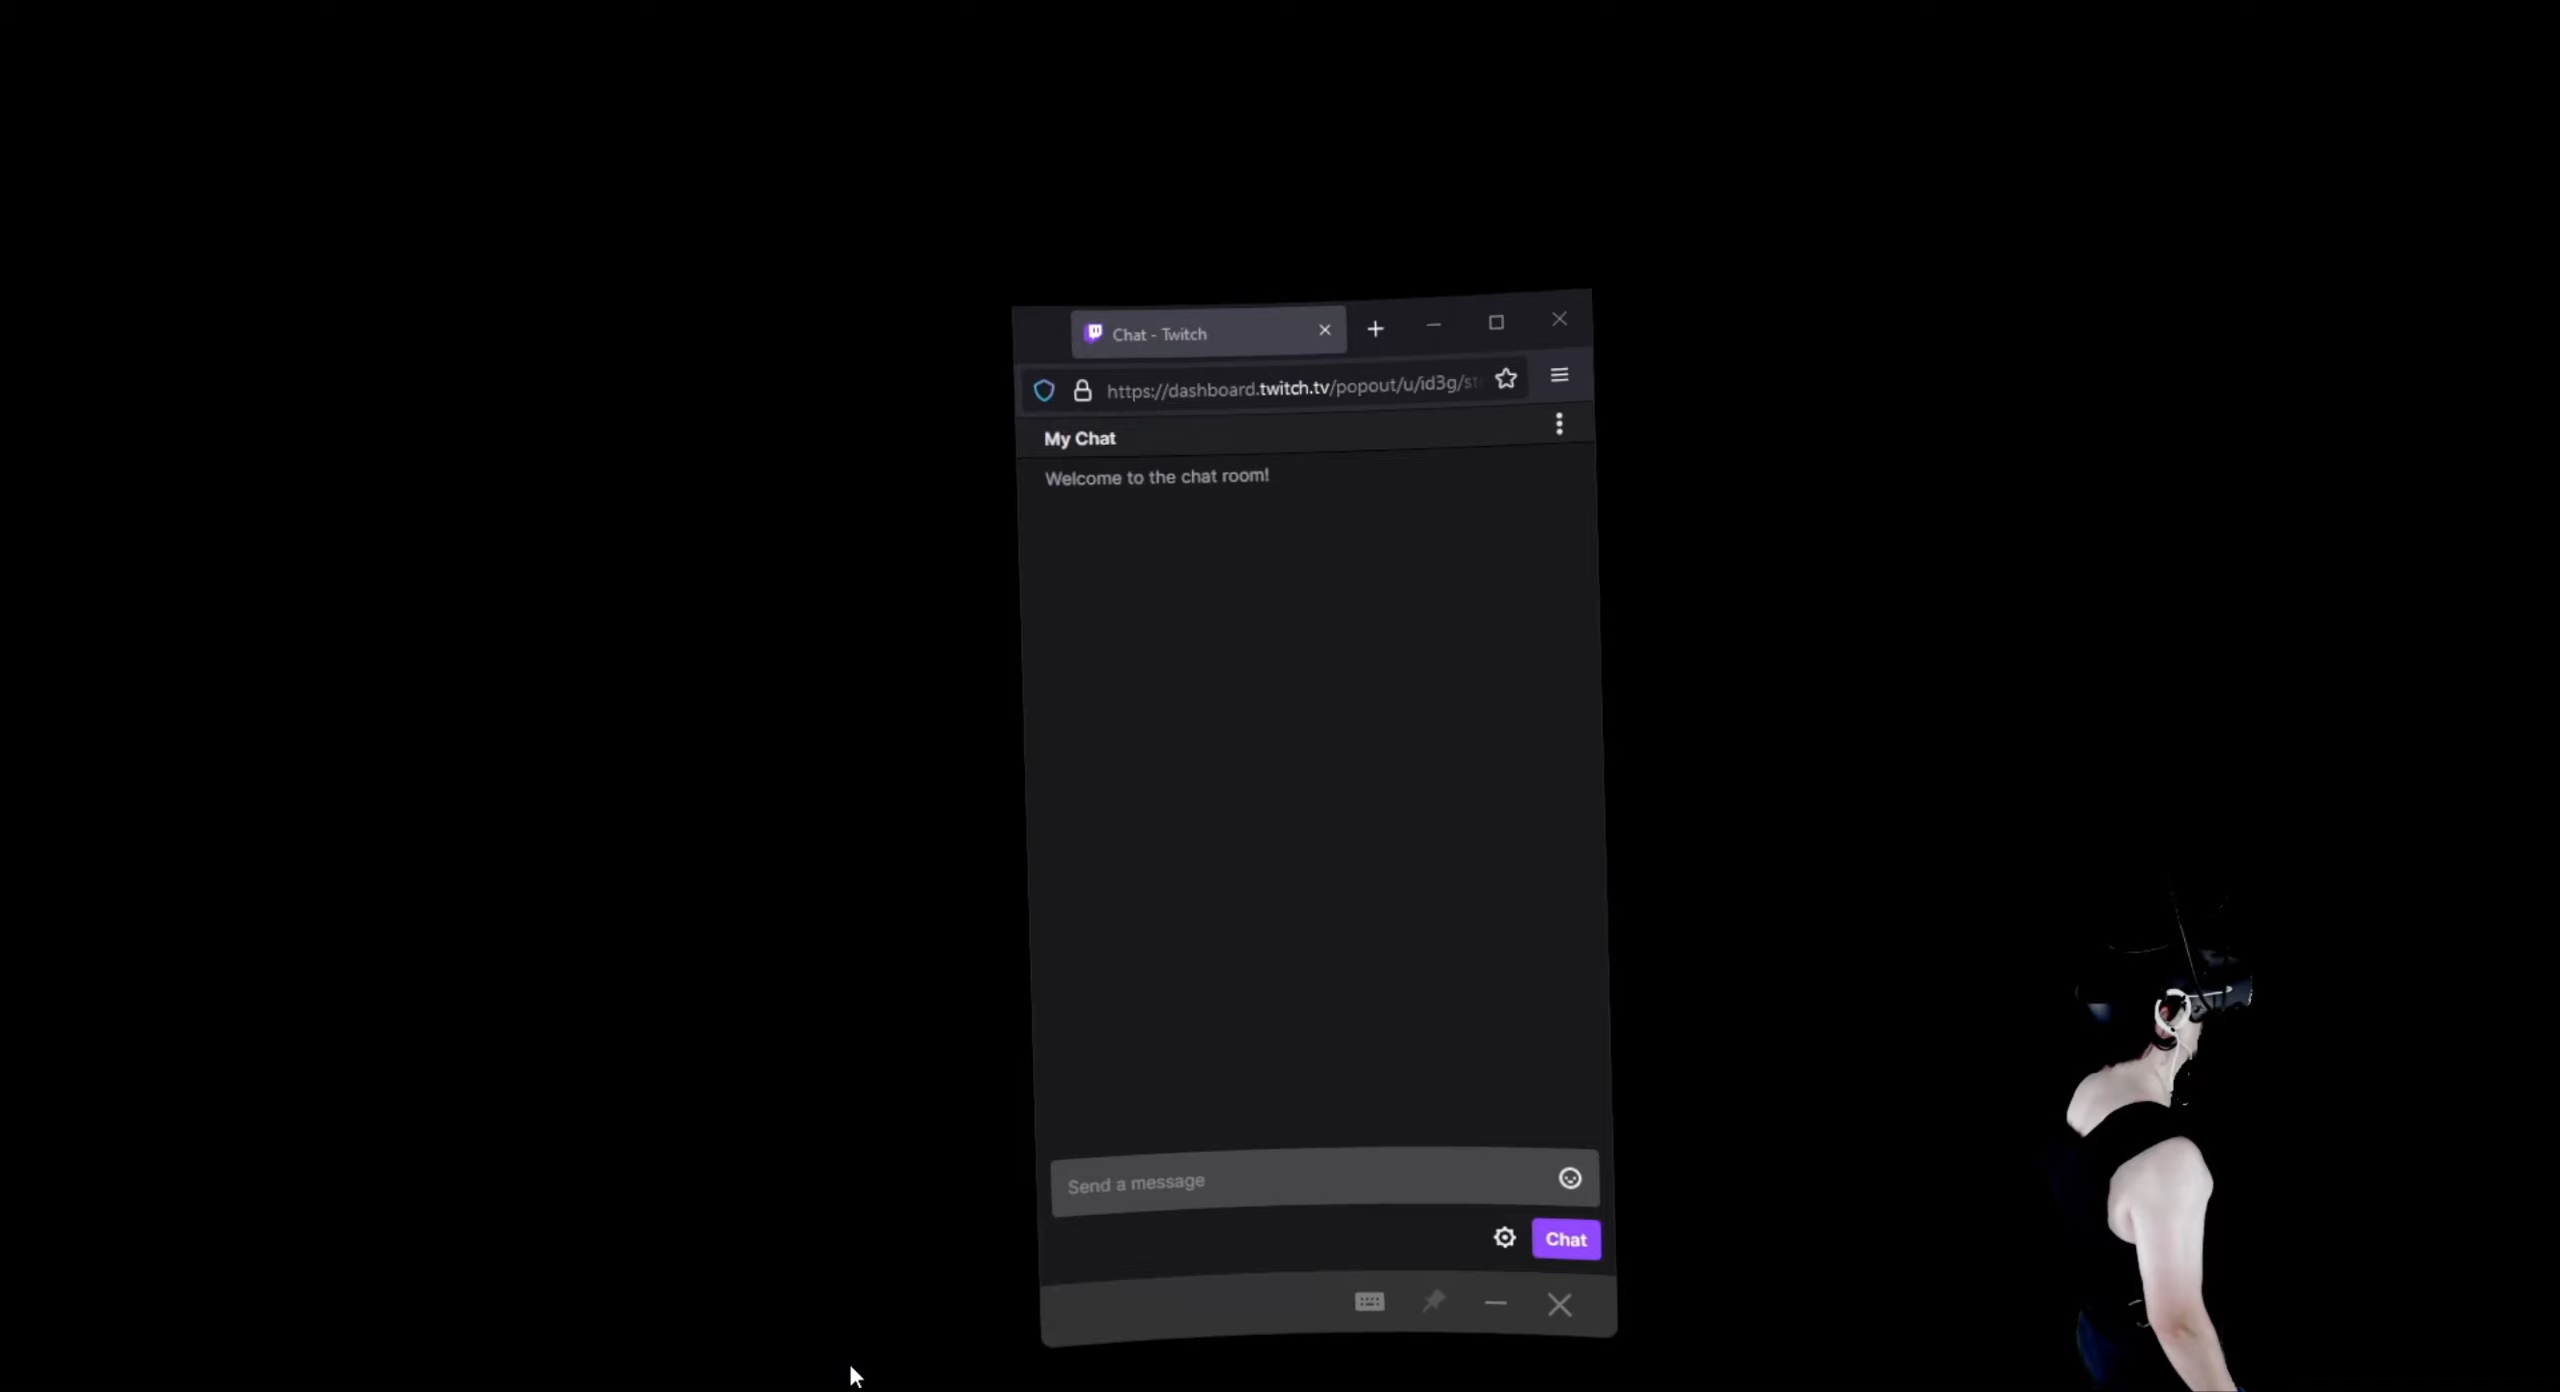 Chat - Twitch
https://dashboard.twitch.tv/popout/u/id3g/st
My Chat
Welcome to the chat room!
Send a message
Chat